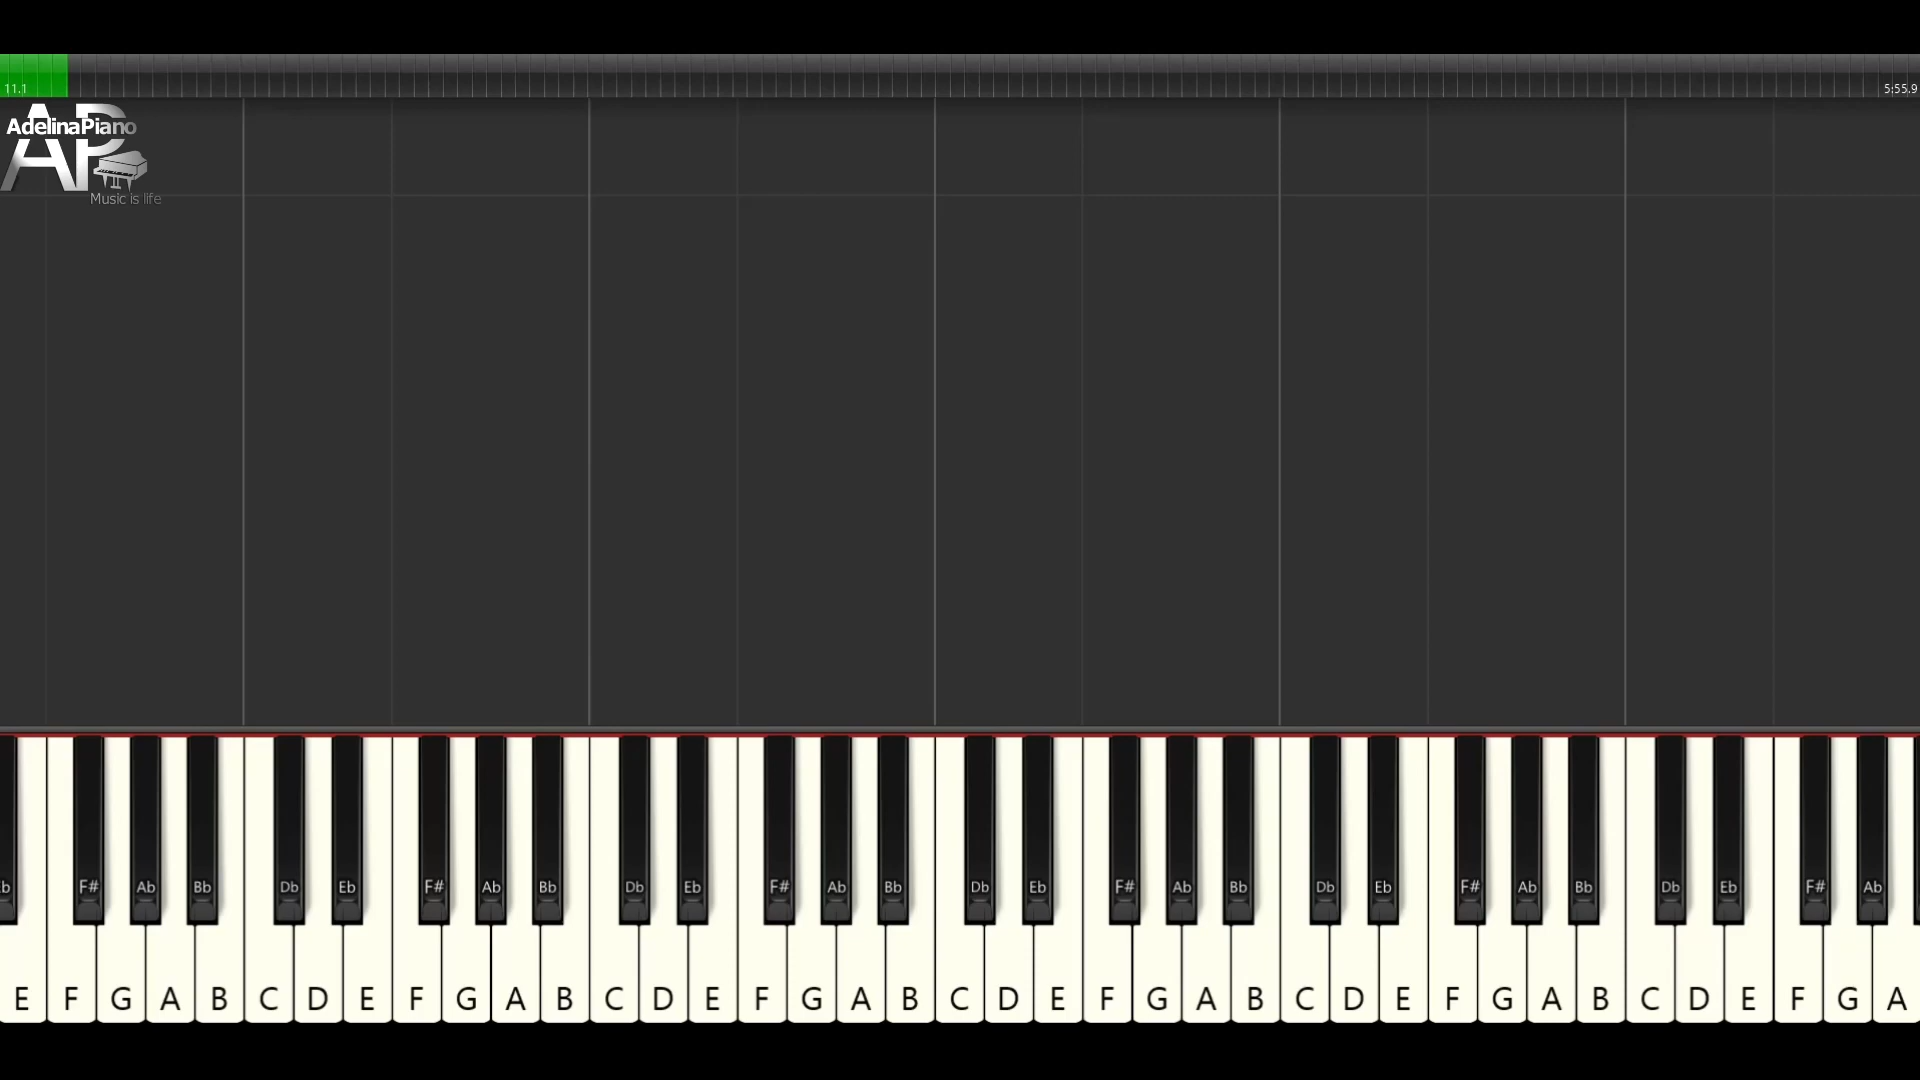 11.1
5:55.9
AP
AdelinaPiano
Music is life
Eb F# Ab Bb Db Eb F# Ab Bb Db Eb F# Ab Bb Db Eb F# Ab Bb Db Eb F# Ab Bb Db Eb F# Ab
E F G A B C D E F G A B C D E F G A B C D E F G A B C D E F G A B C D E F G A